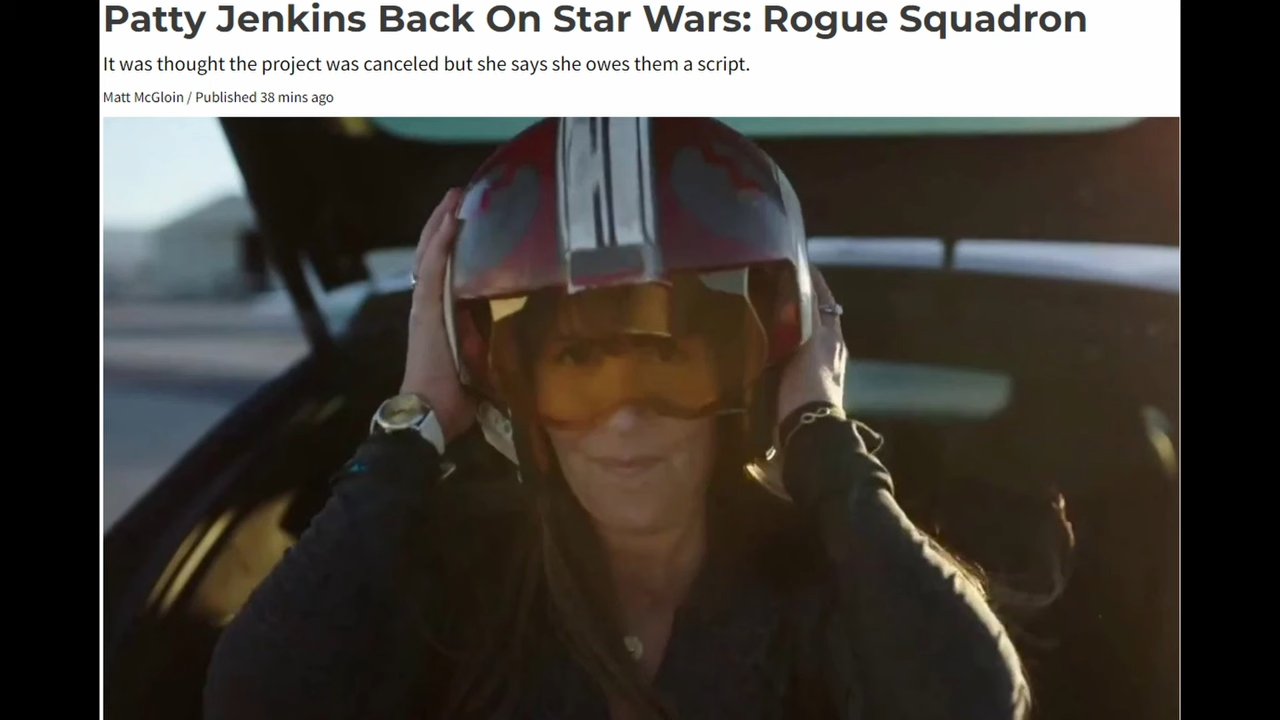 Patty Jenkins Back On Star Wars: Rogue Squadron
It was thought the project was canceled but she says she owes them a script.
Matt McGloin / Published 38 mins ago